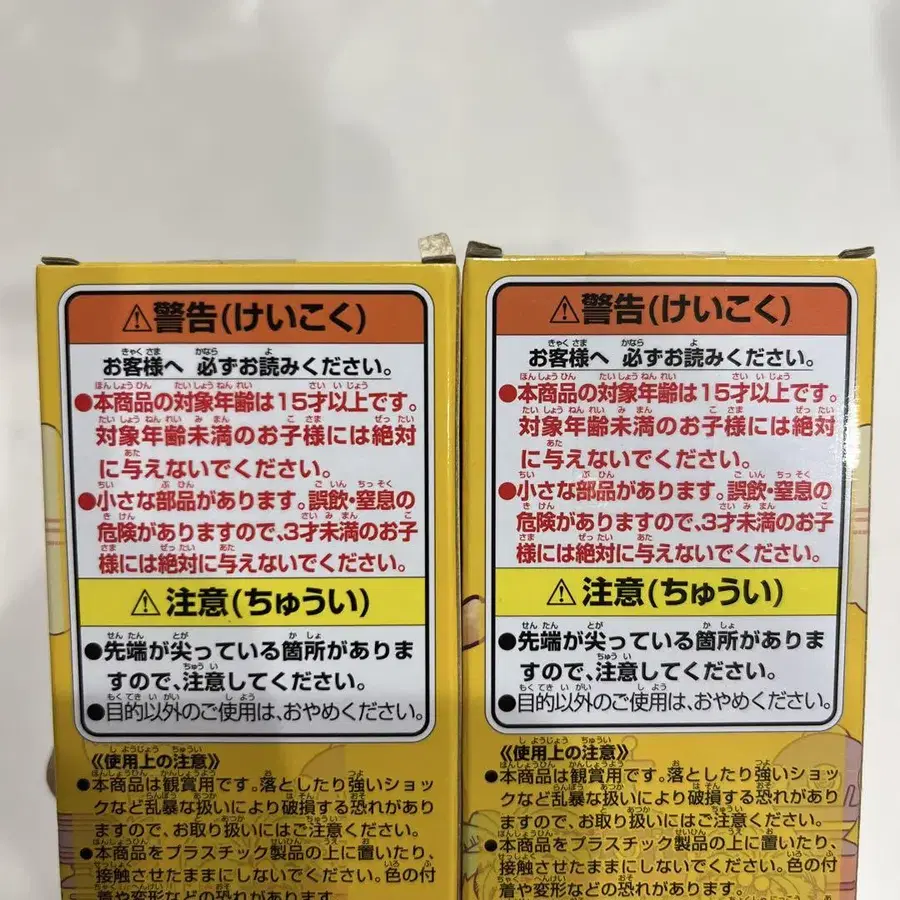 ⚠警告(けいこく)
お客様へ 必ずお読みください。
●本商品の対象年齢は15才以上です。
対象年齢未満のお子様には絶対
に与えないでください。
●小さな部品があります。誤飲・窒息の
危険がありますので、3才未満のお子
様には絶対に与えないでください。
⚠注意(ちゅうい)
●先端が尖っている箇所がありま
すので、注意してください。
●目的以外のご使用は、おやめください。
《使用上の注意》
●本商品は観賞用です。落としたり強いショッ
クなど乱暴な扱いにより破損する恐れがあり
ますので、お取り扱いにはご注意ください。
●本商品をプラスチック製品の上に置いたり、
接触させたままにしないでください。色の付
着や変形などの恐れがあります。
⚠警告(けいこく)
お客様へ 必ずお読みください。
●本商品の対象年齢は15才以上です。
対象年齢未満のお子様には絶対
に与えないでください。
●小さな部品があります。誤飲・窒息の
危険がありますので、3才未満のお子
様には絶対に与えないでください。
⚠注意(ちゅうい)
●先端が尖っている箇所がありま
すので、注意してください。
●目的以外のご使用は、おやめください。
《使用上の注意》
●本商品は観賞用です。落としたり強いショッ
クなど乱暴な扱いにより破損する恐れがあり
ますので、お取り扱いにはご注意ください。
●本商品をプラスチック製品の上に置いたり、
接触させたままにしないでください。色の付
着や変形などの恐れがあります。